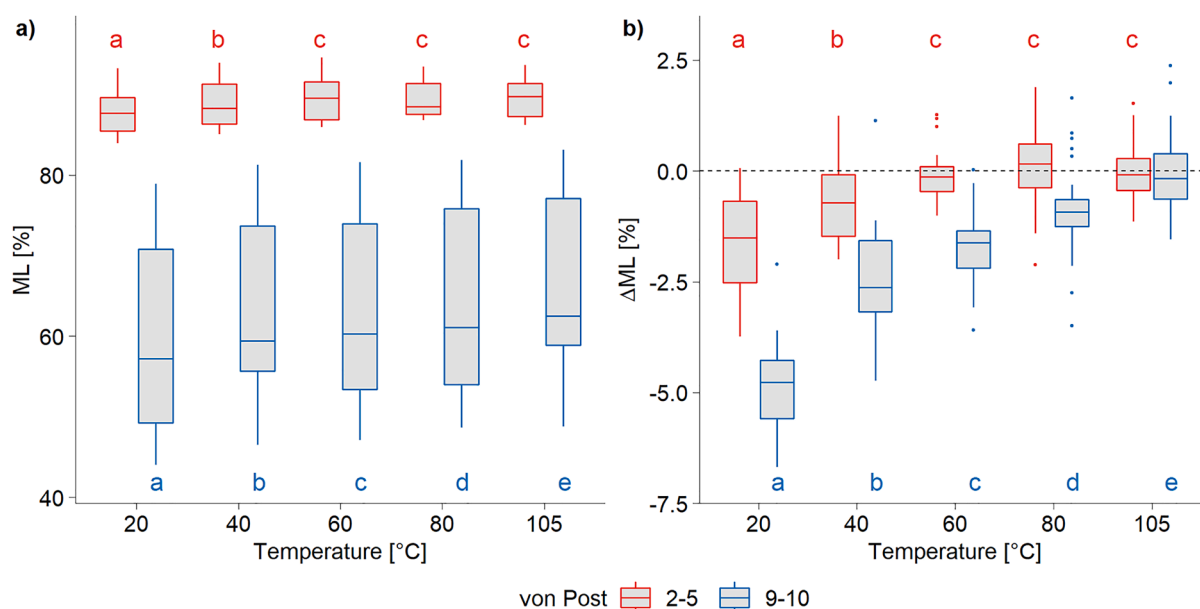 a)
a b c c c
80
60
40
ML [%]
a b c d e
20 40 60 80 105
Temperature [°C]
b)
a b c c c
2.5
0.0
-2.5
-5.0
-7.5
ΔML [%]
a b c d e
20 40 60 80 105
Temperature [°C]
von Post 2-5 9-10